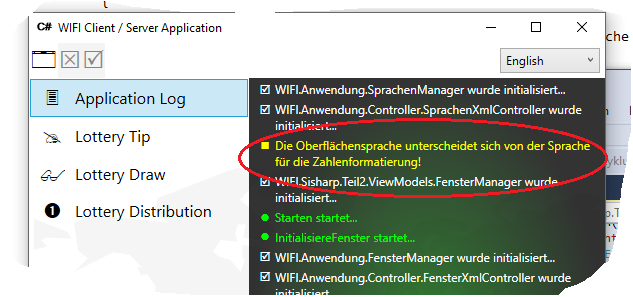 C# WIFI Client / Server Application
English
Application Log
Lottery Tip
Lottery Draw
Lottery Distribution
WIFI.Anwendung.SprachenManager wurde initialisiert...
WIFI.Anwendung.Controller.SprachenXmlController wurde
initialisiert...
Die Oberflächensprache unterscheidet sich von der Sprache
für die Zahlenformatierung!
WIFI.Sisharp.Teil2.ViewModels.FensterManager wurde
initialisiert...
Starten startet...
InitialisiereFenster startet...
WIFI.Anwendung.FensterManager wurde initialisiert...
WIFI.Anwendung.Controller.FensterXmlController wurde
initialisiert...